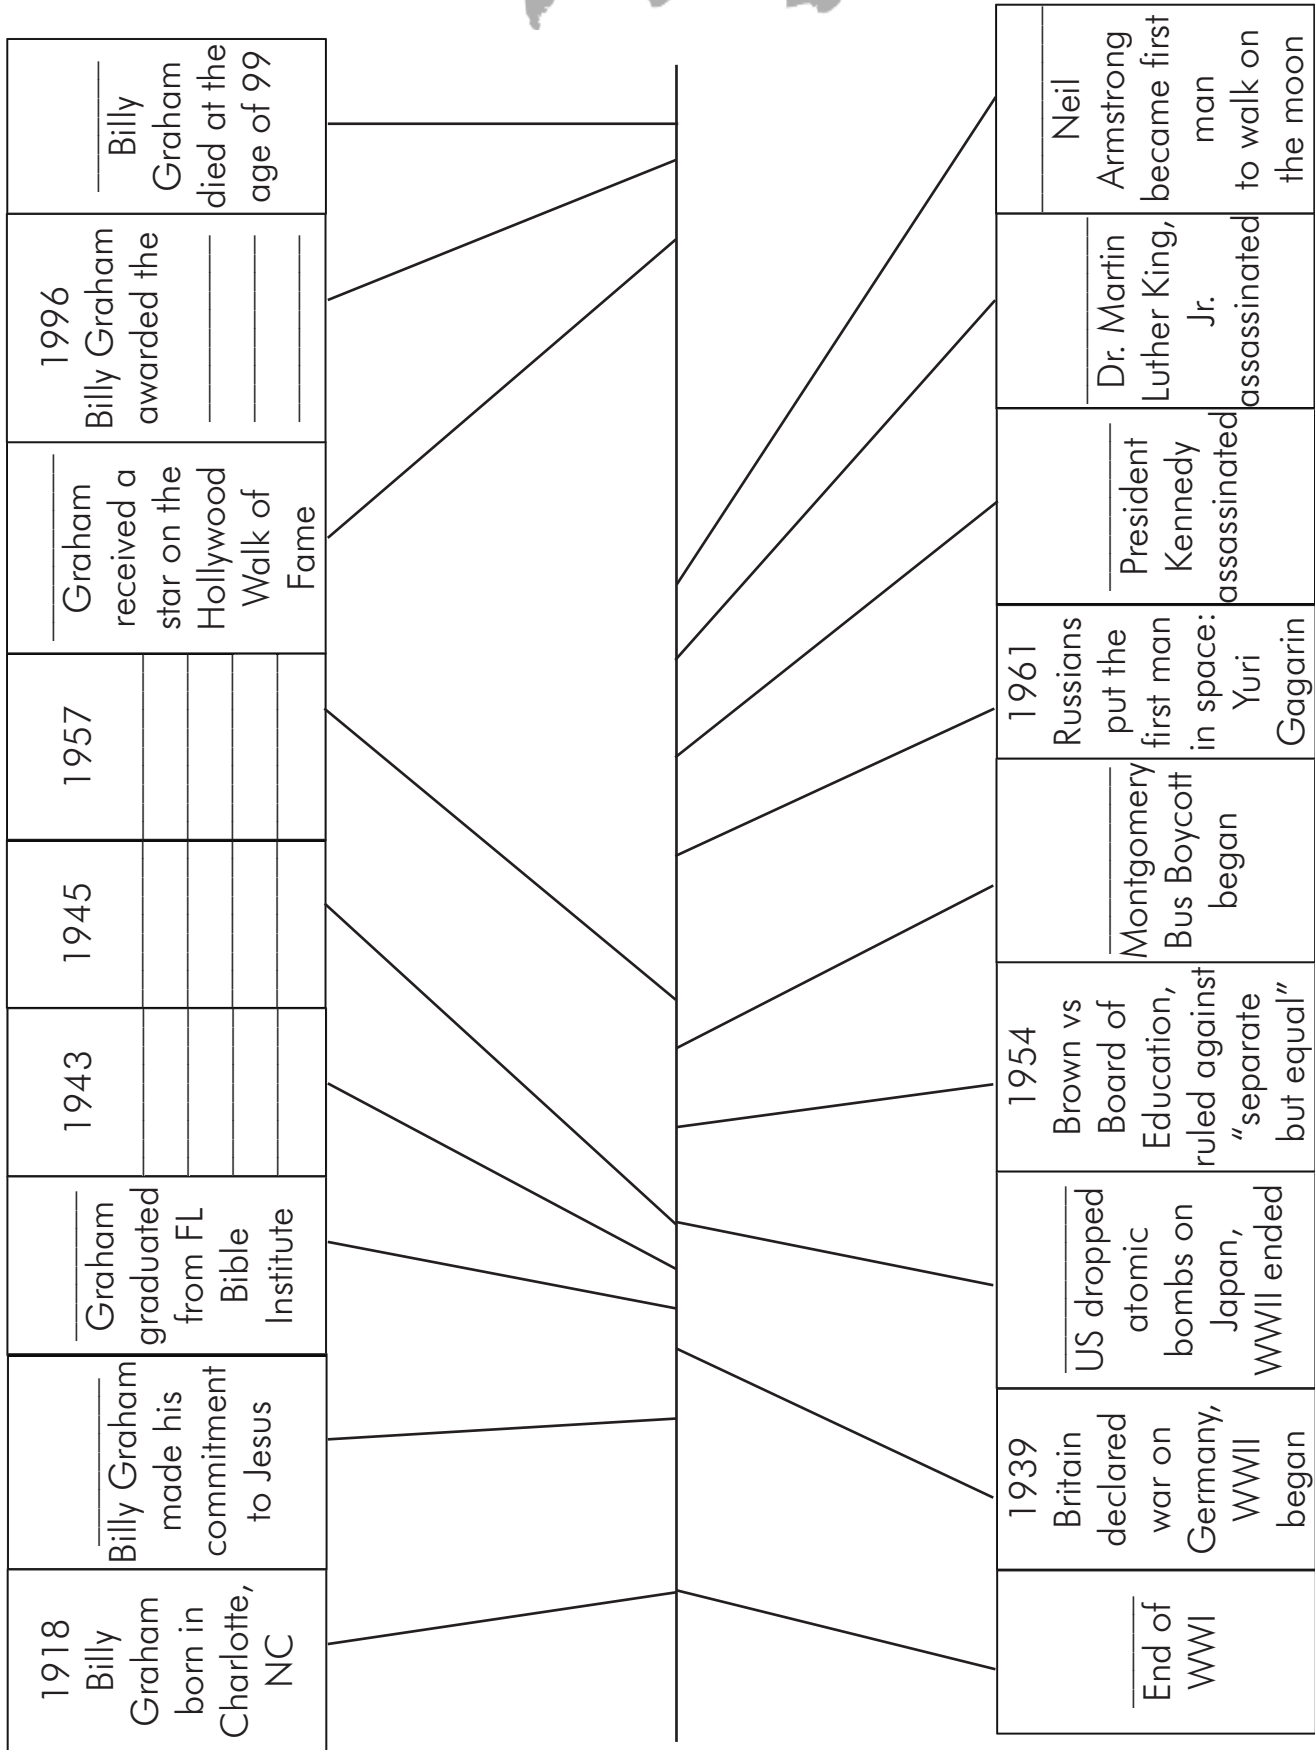 1918
Billy
Graham
born in
Charlotte,
NC
Billy Graham
made his
commitment
to Jesus
Graham
graduated
from FL
Bible
Institute
1943
1945
1957
Graham
received a
star on the
Hollywood
Walk of
Fame
1996
Billy Graham
awarded the
Billy
Graham
died at the
age of 99
End of
WWI
1939
Britain
declared
war on
Germany,
WWII
began
US dropped
atomic
bombs on
Japan,
WWII ended
1954
Brown vs
Board of
Education,
ruled against
“separate
but equal”
Montgomery
Bus Boycott
began
1961
Russians
put the
first man
in space:
Yuri
Gagarin
President
Kennedy
assassinated
Dr. Martin
Luther King,
Jr.
assassinated
Neil
Armstrong
became first
man
to walk on
the moon